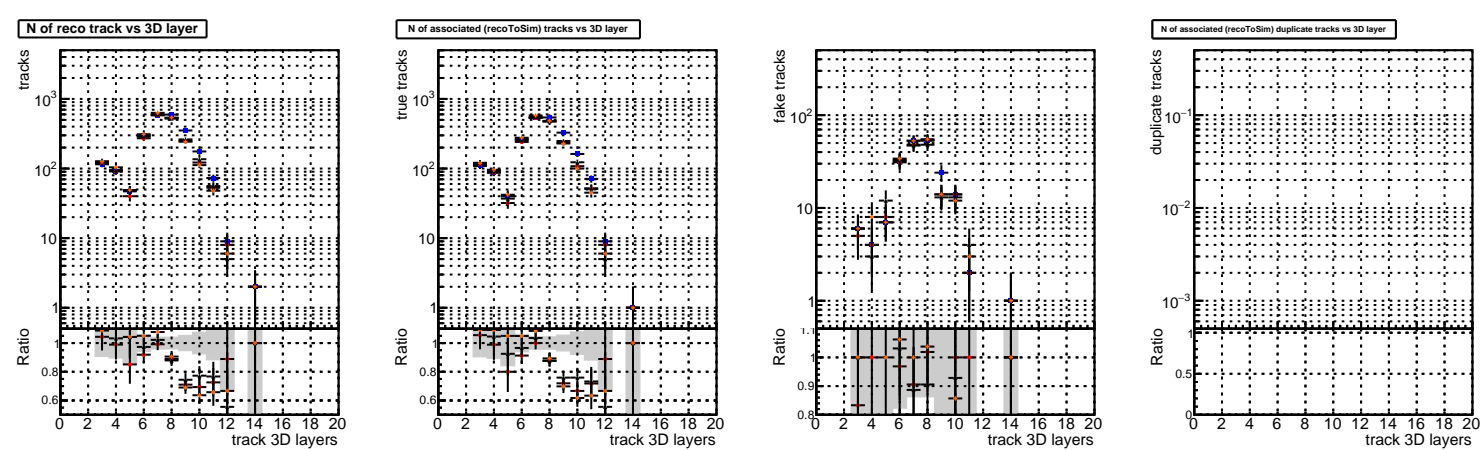 N of reco track vs 3D layer
tracks
10³
10²
10
1
Ratio
1
0.8
0.6
0 2 4 6 8 10 12 14 16 18 20
track 3D layers
N of associated (recoToSim) tracks vs 3D layer
true tracks
10³
10²
10
1
Ratio
1
0.8
0.6
0 2 4 6 8 10 12 14 16 18 20
track 3D layers
fake tracks
10²
10
1
Ratio
1.1
1
0.9
0.8
0 2 4 6 8 10 12 14 16 18 20
track 3D layers
N of associated (recoToSim) duplicate tracks vs 3D layer
duplicate tracks
10⁻¹
10⁻²
10⁻³
Ratio
1
0.5
0
0 2 4 6 8 10 12 14 16 18 20
track 3D layers